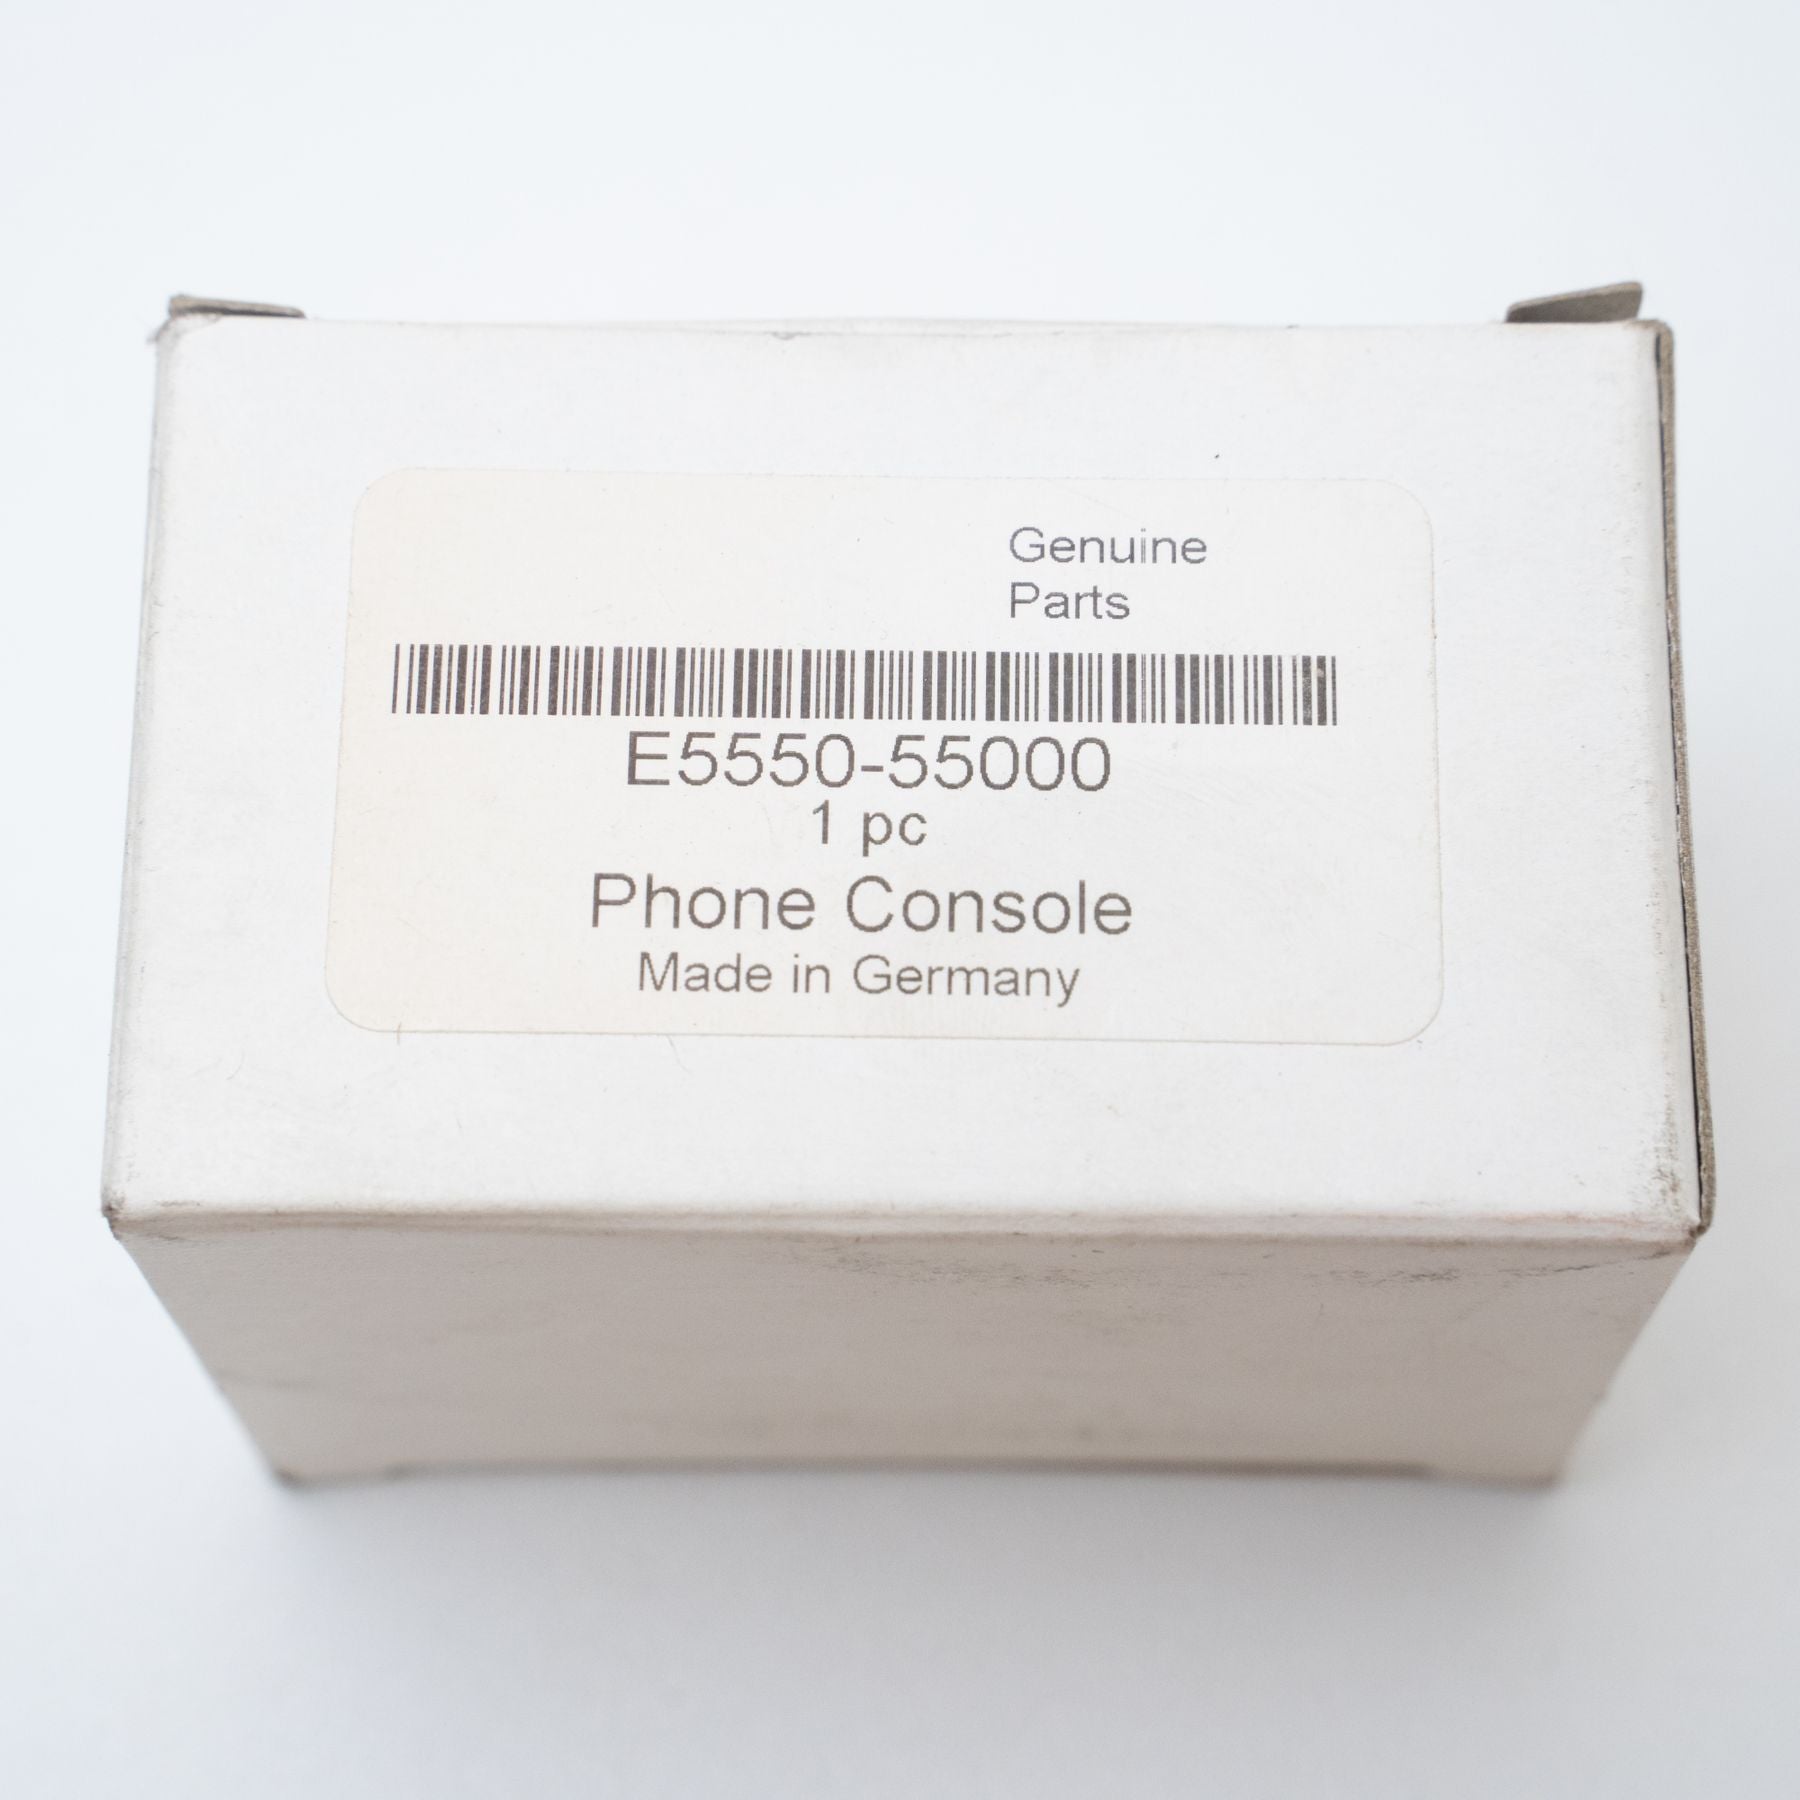 Genuine
Parts
E5550-55000
1 pc
Phone Console
Made in Germany